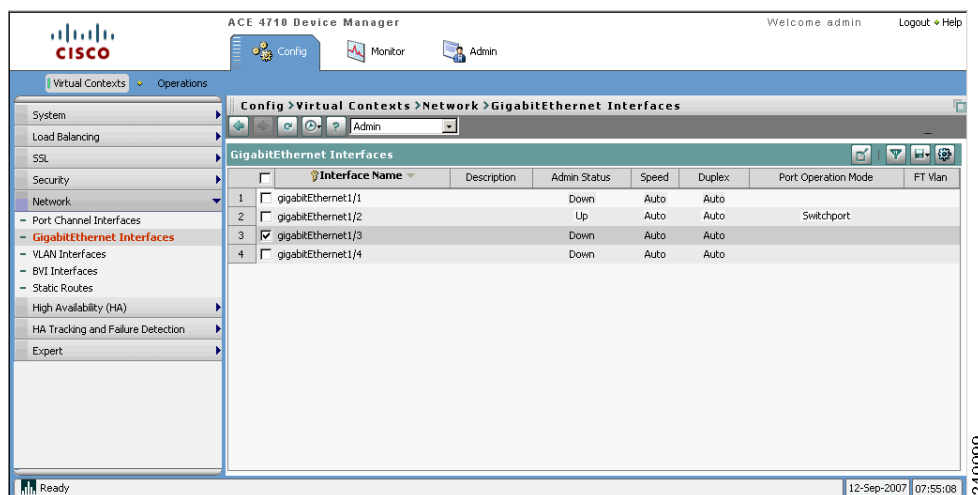 ACE 4710 Device Manager
Welcome admin
Logout
Help
CISCO
Config
Monitor
Admin
Virtual Contexts
Operations
System
Load Balancing
SSL
Security
Network
Port Channel Interfaces
GigabitEthernet Interfaces
VLAN Interfaces
BVI Interfaces
Static Routes
High Availability (HA)
HA Tracking and Failure Detection
Expert
Config > Virtual Contexts > Network > GigabitEthernet Interfaces
? Admin
GigabitEthernet Interfaces
Interface Name Description Admin Status Speed Duplex Port Operation Mode FT Vlan
1 gigabitEthernet1/1 Down Auto Auto
2 gigabitEthernet1/2 Up Auto Auto Switchport
3 gigabitEthernet1/3 Down Auto Auto
4 gigabitEthernet1/4 Down Auto Auto
Ready
12-Sep-2007 07:55:08